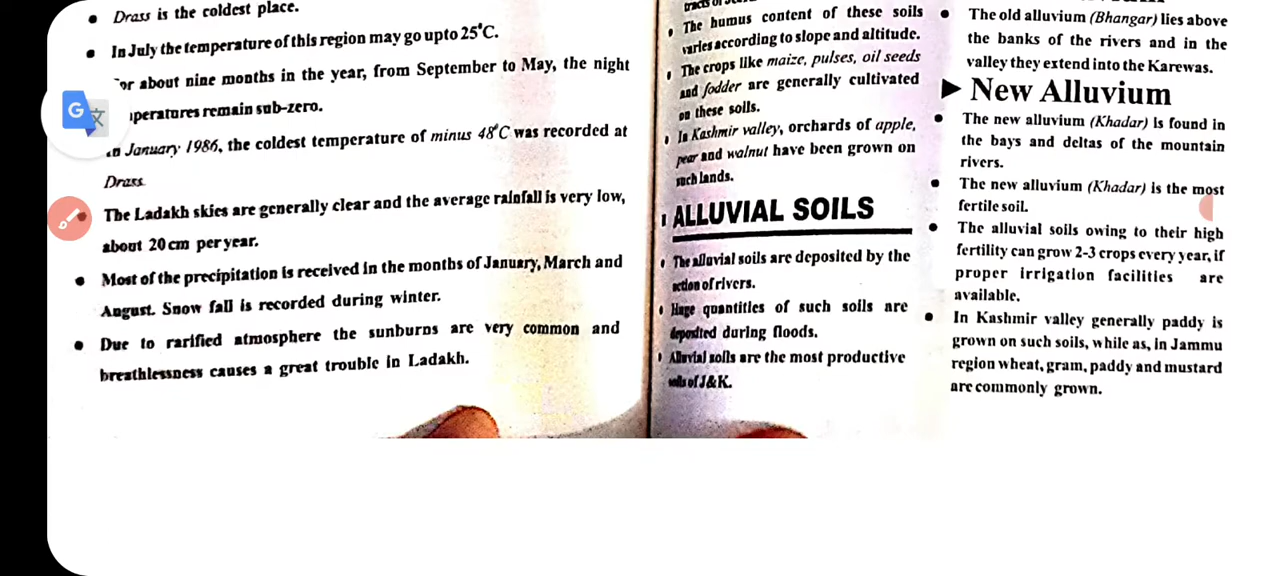 • Drass is the coldest place.
• In July the temperature of this region may go upto 25°C.
or about nine months in the year, from September to May, the night
peratures remain sub-zero.
n January 1986, the coldest temperature of minus 48°C was recorded at
Drass.
• The Ladakh skies are generally clear and the average rainfall is very low,
about 20 cm per year.
• Most of the precipitation is received in the months of January, March and
August. Snow fall is recorded during winter.
• Due to rarified atmosphere the sunburns are very common and
breathlessness causes a great trouble in Ladakh.
tracts of
• The humus content of these soils
varies according to slope and altitude.
• The crops like maize, pulses, oil seeds
and fodder are generally cultivated
on these soils.
• In Kashmir valley, orchards of apple,
pear and walnut have been grown on
such lands.
ALLUVIAL SOILS
• The alluvial soils are deposited by the
action of rivers.
• Huge quantities of such soils are
deposited during floods.
• Alluvial soils are the most productive
soils of J&K.
• The old alluvium (Bhangar) lies above
the banks of the rivers and in the
valley they extend into the Karewas.
▶ New Alluvium
• The new alluvium (Khadar) is found in
the bays and deltas of the mountain
rivers.
• The new alluvium (Khadar) is the most
fertile soil.
• The alluvial soils owing to their high
fertility can grow 2-3 crops every year, if
proper irrigation facilities are
available.
• In Kashmir valley generally paddy is
grown on such soils, while as, in Jammu
region wheat, gram, paddy and mustard
are commonly grown.